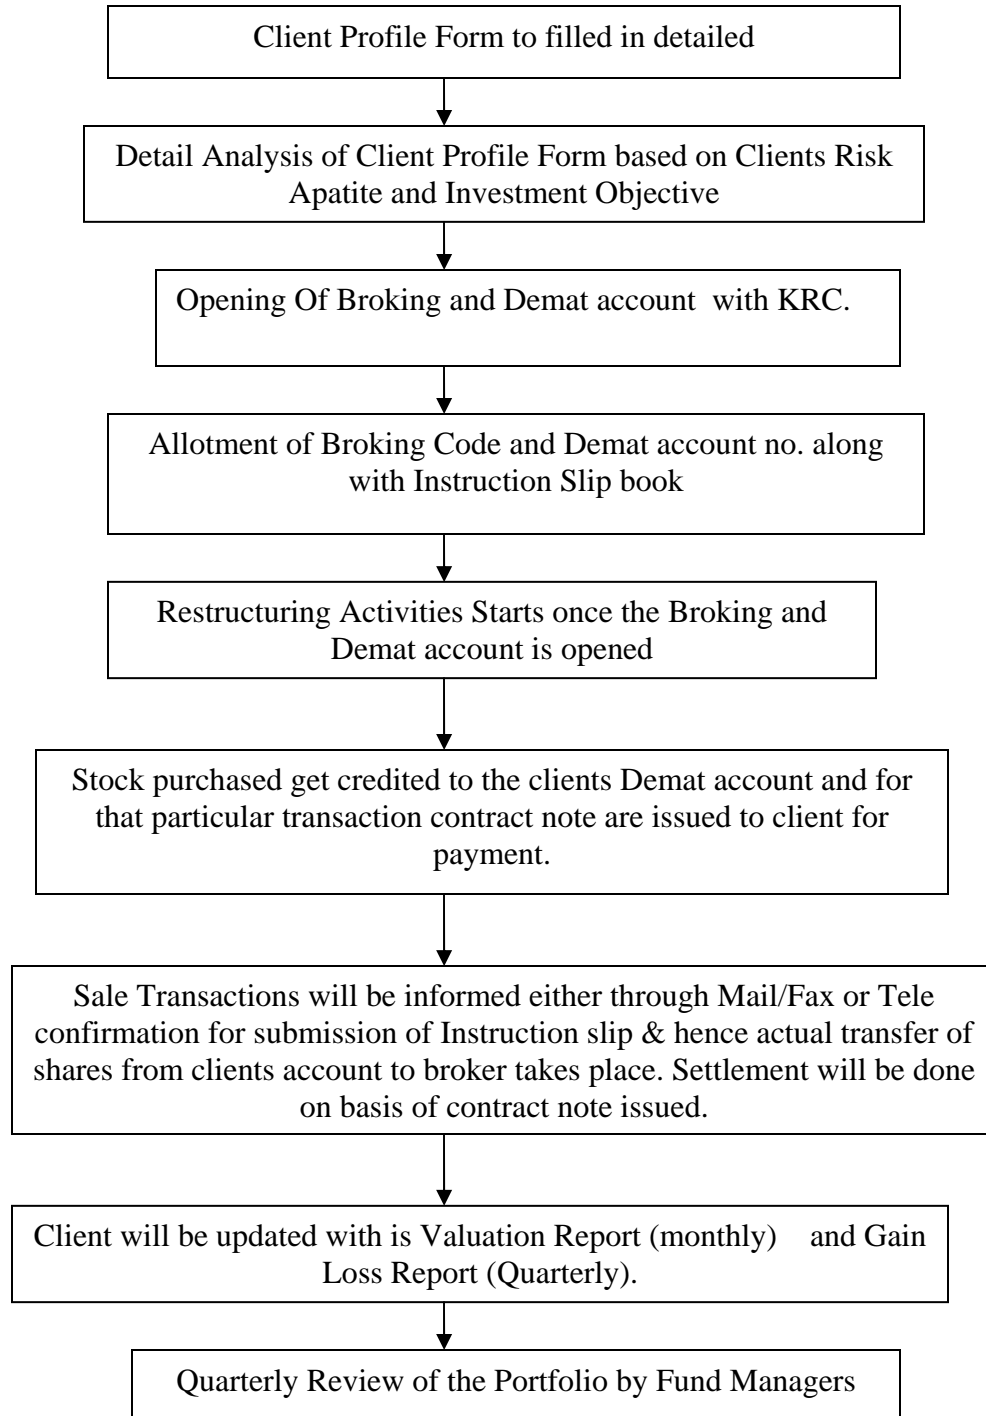 Client Profile Form to filled in detailed
Detail Analysis of Client Profile Form based on Clients Risk
Apatite and Investment Objective
Opening Of Broking and Demat account  with KRC.
Allotment of Broking Code and Demat account no. along
with Instruction Slip book
Restructuring Activities Starts once the Broking and
Demat account is opened
Stock purchased get credited to the clients Demat account and for
that particular transaction contract note are issued to client for
payment.
Sale Transactions will be informed either through Mail/Fax or Tele
confirmation for submission of Instruction slip & hence actual transfer of
shares from clients account to broker takes place. Settlement will be done
on basis of contract note issued.
Client will be updated with is Valuation Report (monthly)    and Gain
Loss Report (Quarterly).
Quarterly Review of the Portfolio by Fund Managers